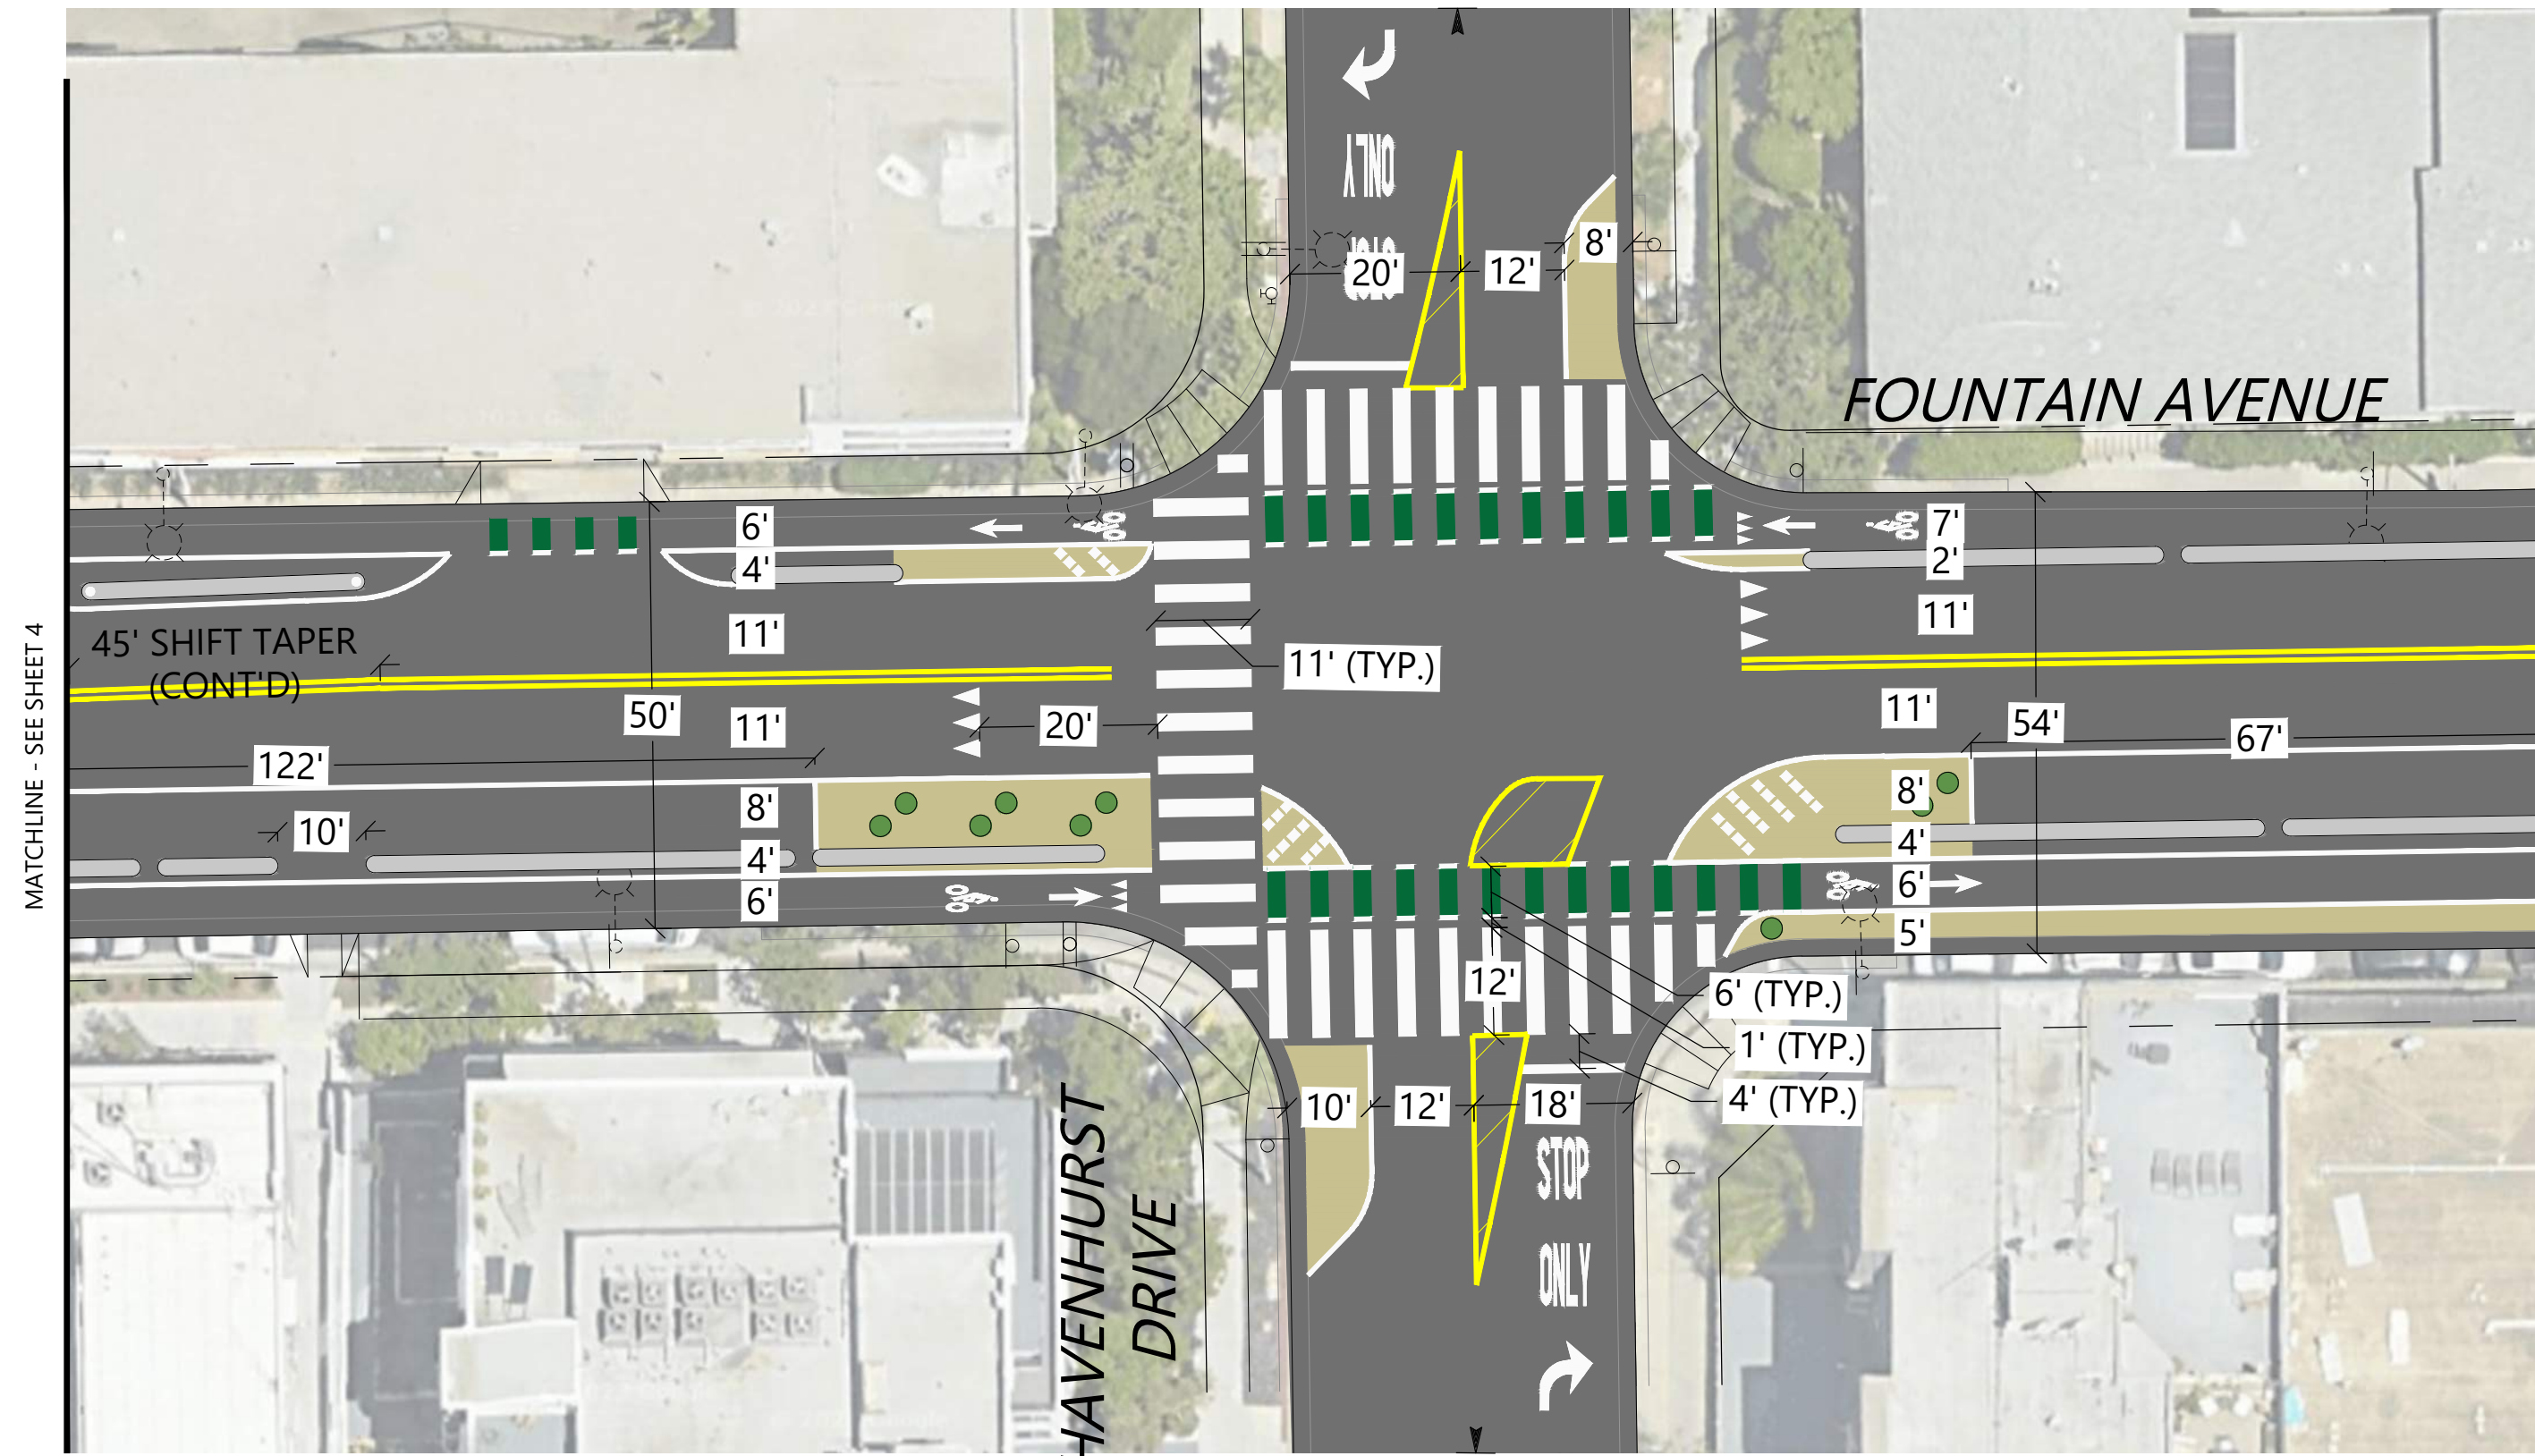 ONLY
STOP
20'
12'
8'
FOUNTAIN AVENUE
6'
4'
11'
11'
8'
4'
6'
7'
2'
11'
11'
8'
4'
6'
5'
45' SHIFT TAPER
(CONT'D)
MATCHLINE - SEE SHEET 4
11' (TYP.)
50'
20'
54'
67'
122'
10'
12'
6' (TYP.)
1' (TYP.)
4' (TYP.)
10'
12'
18'
STOP
ONLY
HAVENHURST
DRIVE